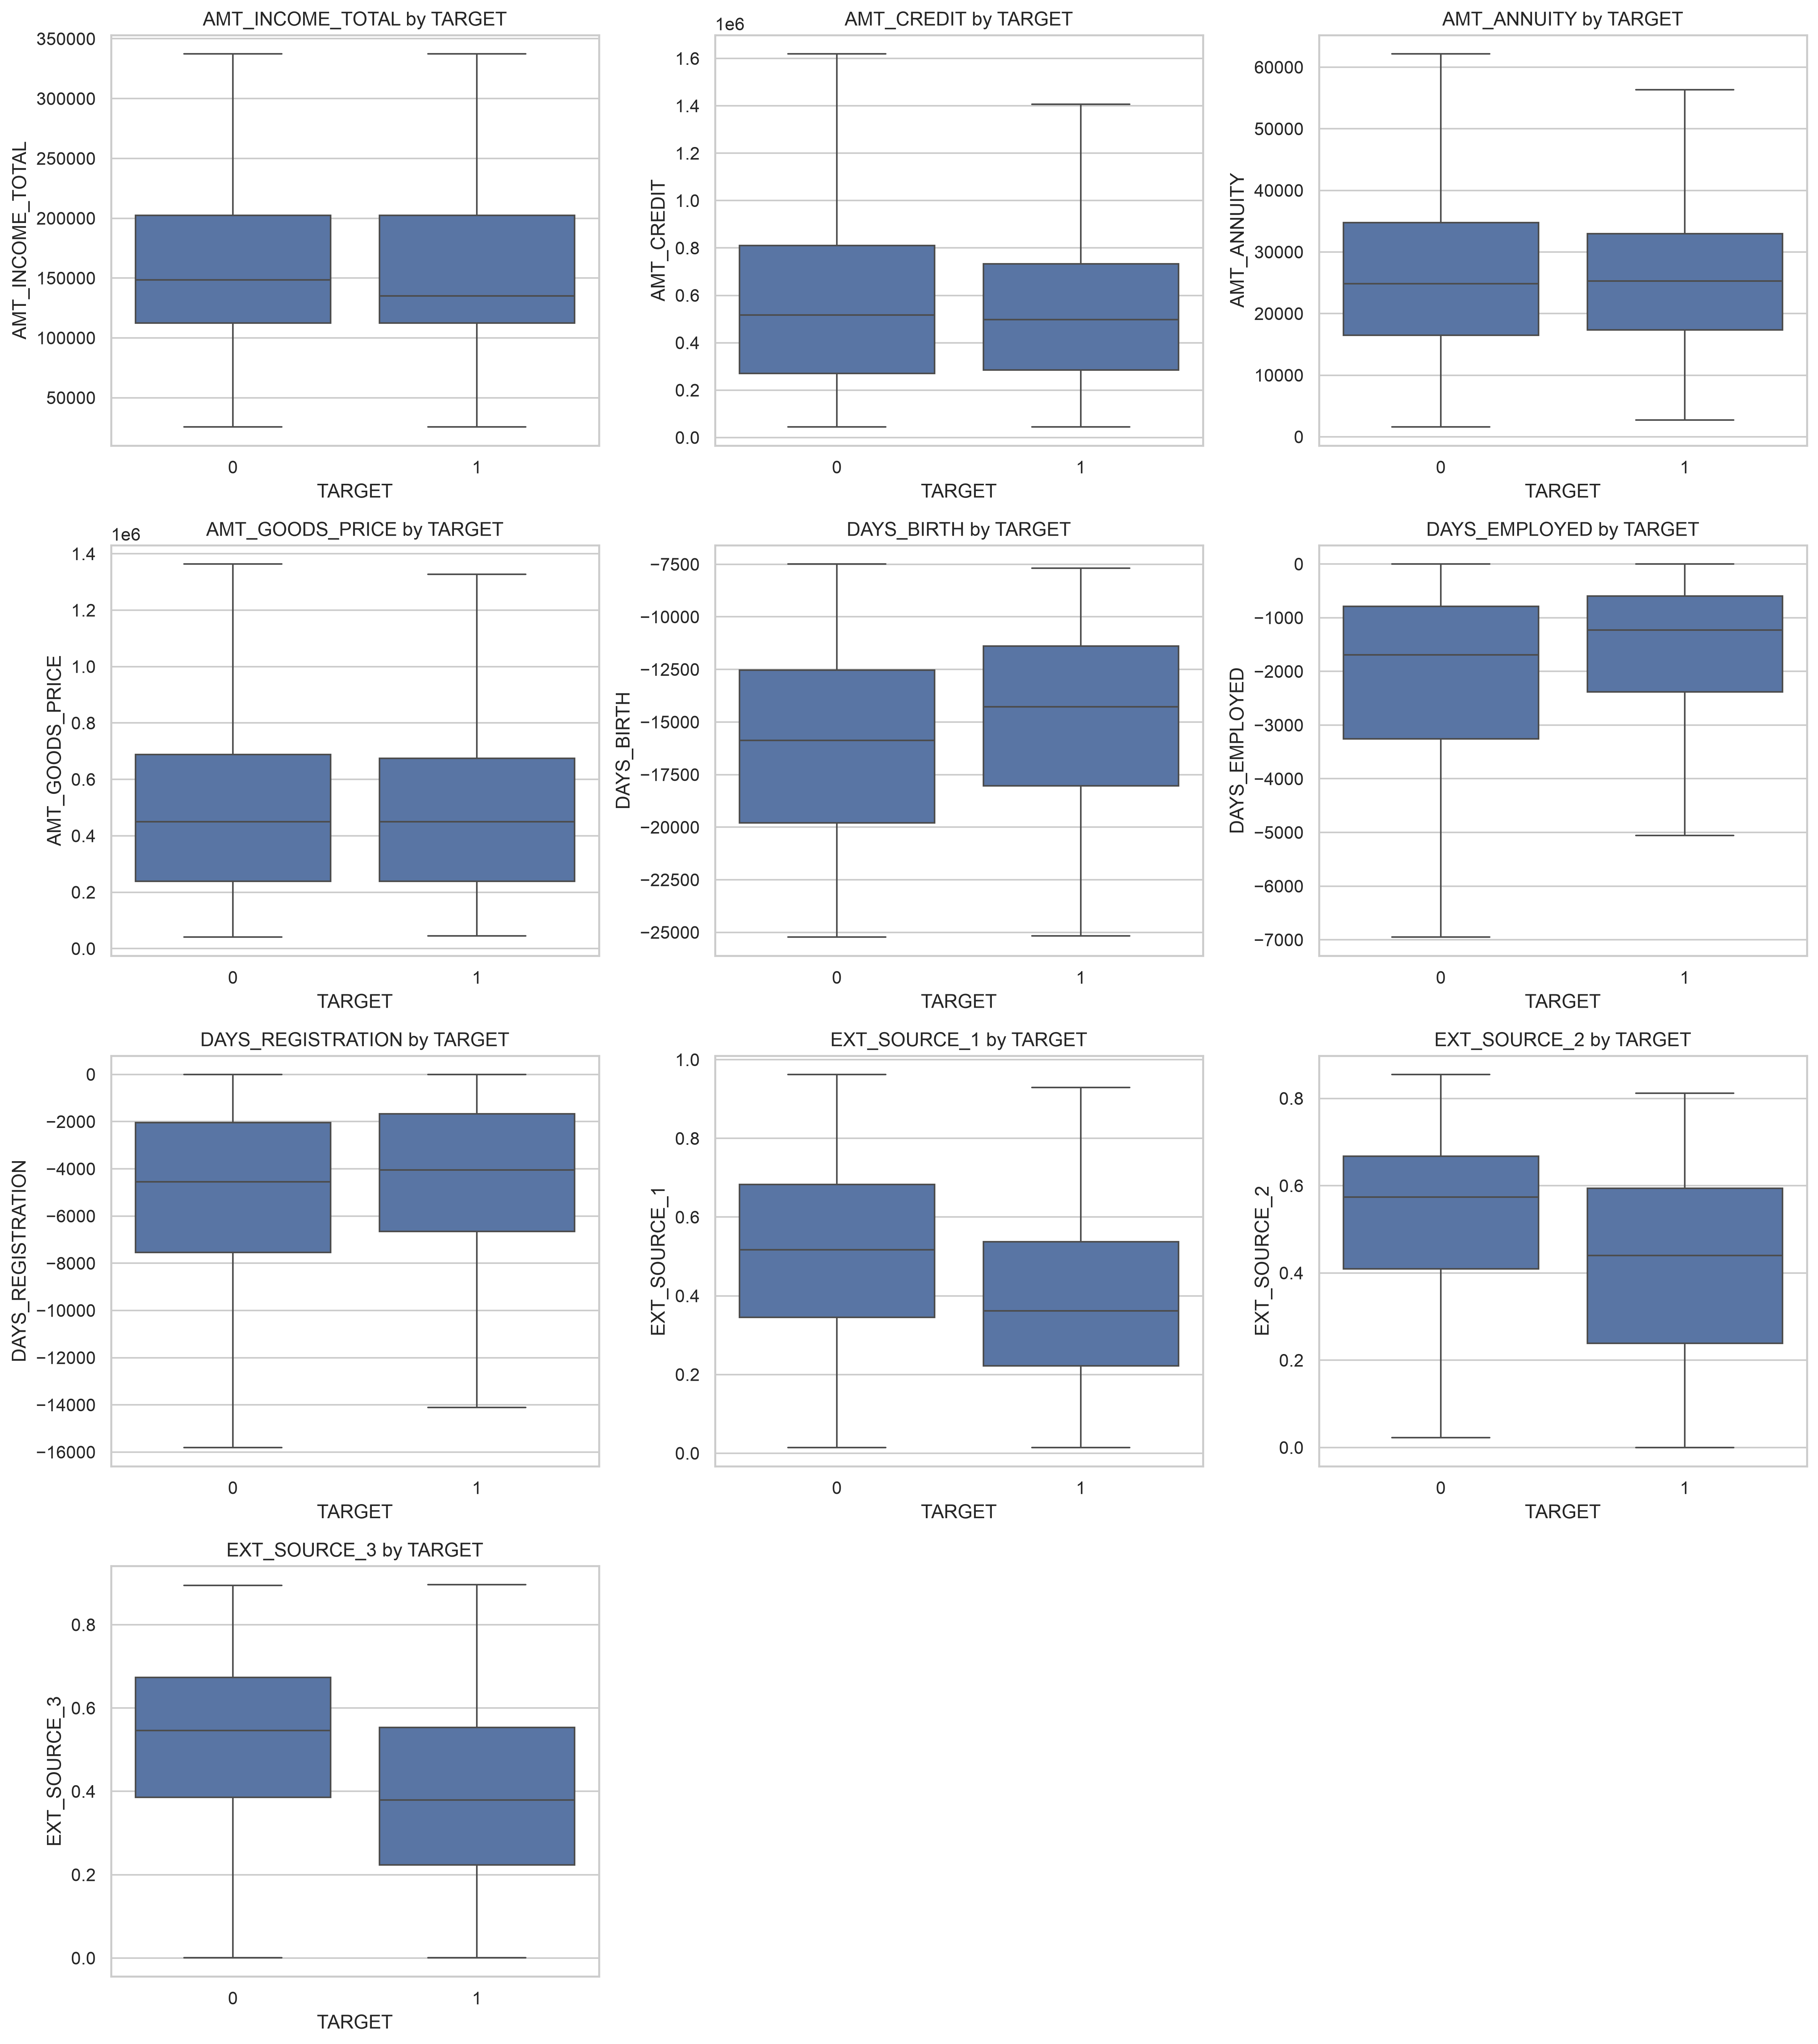 AMT_INCOME_TOTAL by TARGET
AMT_INCOME_TOTAL
350000
300000
250000
200000
150000
100000
50000
0
1
TARGET
AMT_CREDIT by TARGET
1e6
AMT_CREDIT
1.6
1.4
1.2
1.0
0.8
0.6
0.4
0.2
0.0
0
1
TARGET
AMT_ANNUITY by TARGET
AMT_ANNUITY
60000
50000
40000
30000
20000
10000
0
0
1
TARGET
AMT_GOODS_PRICE by TARGET
1e6
AMT_GOODS_PRICE
1.4
1.2
1.0
0.8
0.6
0.4
0.2
0.0
0
1
TARGET
DAYS_BIRTH by TARGET
DAYS_BIRTH
−7500
−10000
−12500
−15000
−17500
−20000
−22500
−25000
0
1
TARGET
DAYS_EMPLOYED by TARGET
DAYS_EMPLOYED
0
−1000
−2000
−3000
−4000
−5000
−6000
−7000
0
1
TARGET
DAYS_REGISTRATION by TARGET
DAYS_REGISTRATION
0
−2000
−4000
−6000
−8000
−10000
−12000
−14000
−16000
0
1
TARGET
EXT_SOURCE_1 by TARGET
EXT_SOURCE_1
1.0
0.8
0.6
0.4
0.2
0.0
0
1
TARGET
EXT_SOURCE_2 by TARGET
EXT_SOURCE_2
0.8
0.6
0.4
0.2
0.0
0
1
TARGET
EXT_SOURCE_3 by TARGET
EXT_SOURCE_3
0.8
0.6
0.4
0.2
0.0
0
1
TARGET